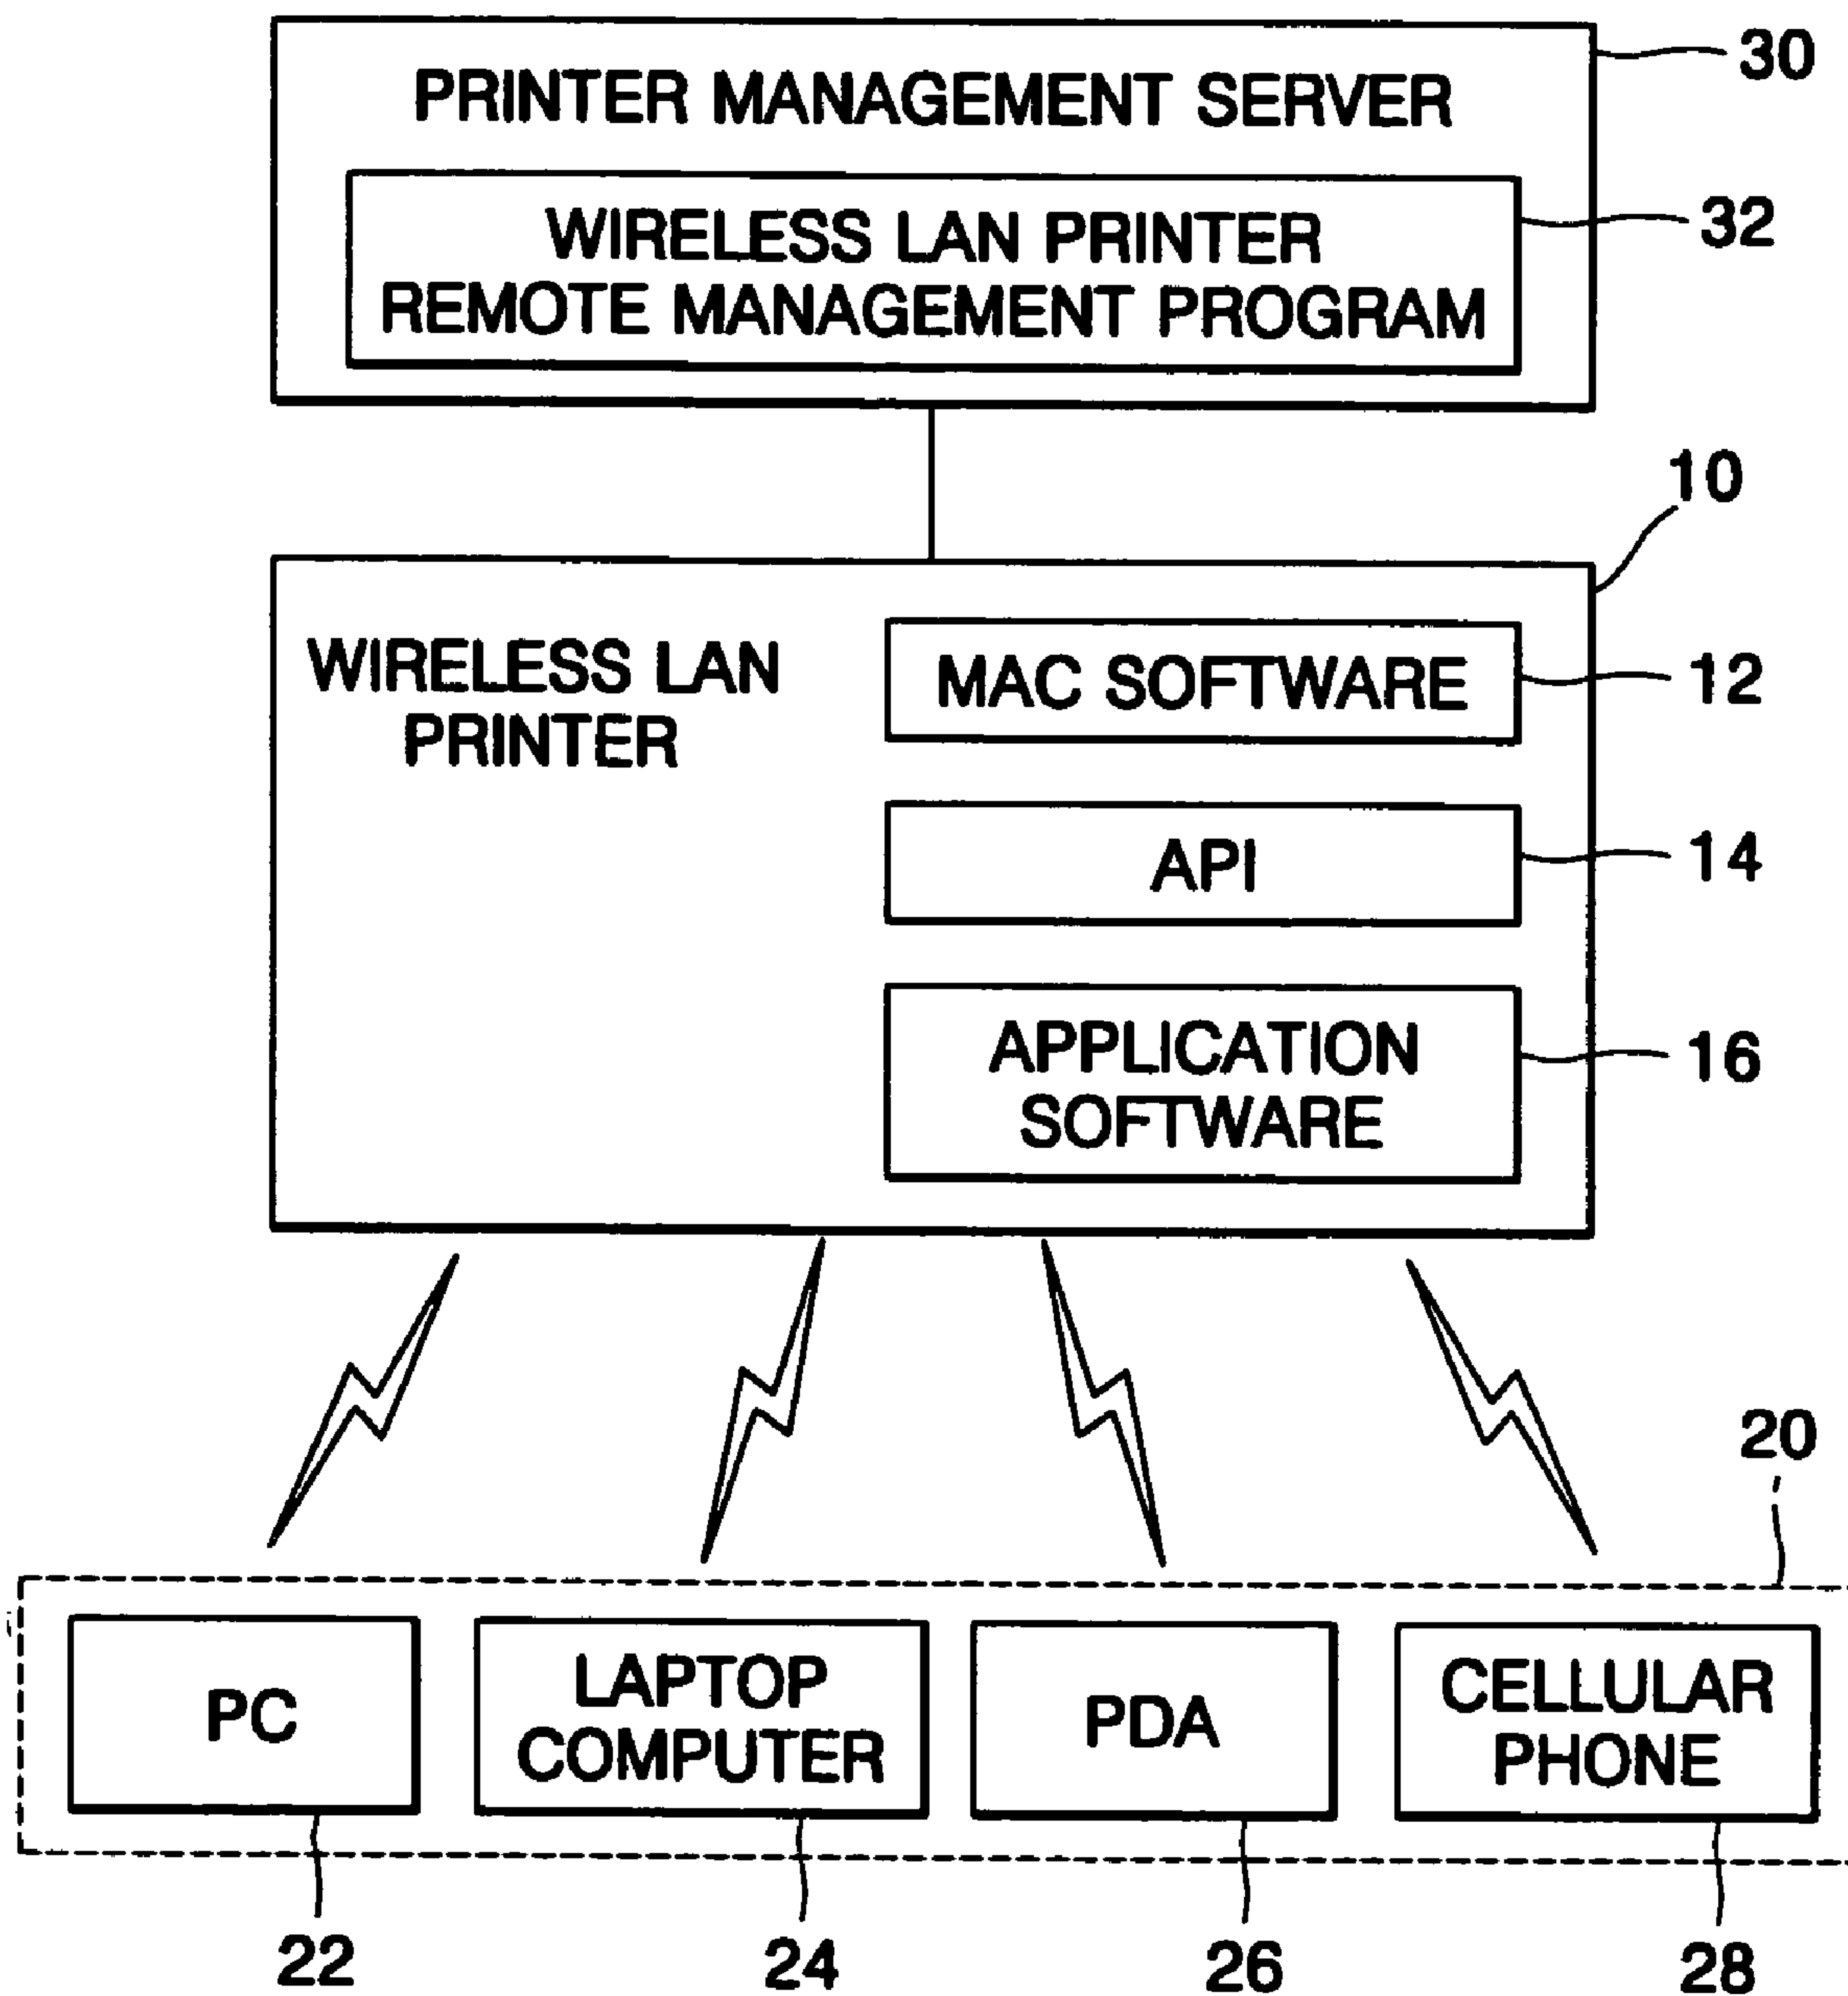 30
PRINTER MANAGEMENT SERVER
32
WIRELESS LAN PRINTER
REMOTE MANAGEMENT PROGRAM
10
WIRELESS LAN
PRINTER
MAC SOFTWARE
12
API
14
APPLICATION
SOFTWARE
16
20
PC
LAPTOP
COMPUTER
PDA
CELLULAR
PHONE
22
24
26
28